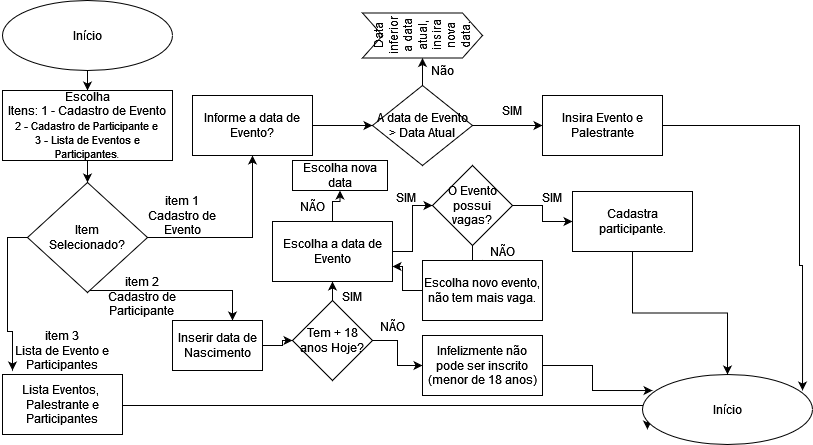 Início
Escolha
Itens: 1 - Cadastro de Evento
2 - Cadastro de Participante e
3 - Lista de Eventos e
Participantes.
Item
Selecionado?
item 1
Cadastro de
Evento
Informe a data de
Evento?
A data de Evento
> Data Atual
Não
Data
inferior
a data
atual,
insira
nova
data.
SIM
Insira Evento e
Palestrante
item 2
Cadastro de
Participante
Inserir data de
Nascimento
Tem + 18
anos Hoje?
SIM
Escolha a data de
Evento
NÃO
Escolha nova
data
SIM
O Evento
possui
vagas?
SIM
Cadastra
participante.
NÃO
Escolha novo evento,
não tem mais vaga.
NÃO
Infelizmente não
pode ser inscrito
(menor de 18 anos)
item 3
Lista de Evento e
Participantes
Lista Eventos,
Palestrante e
Participantes
Início